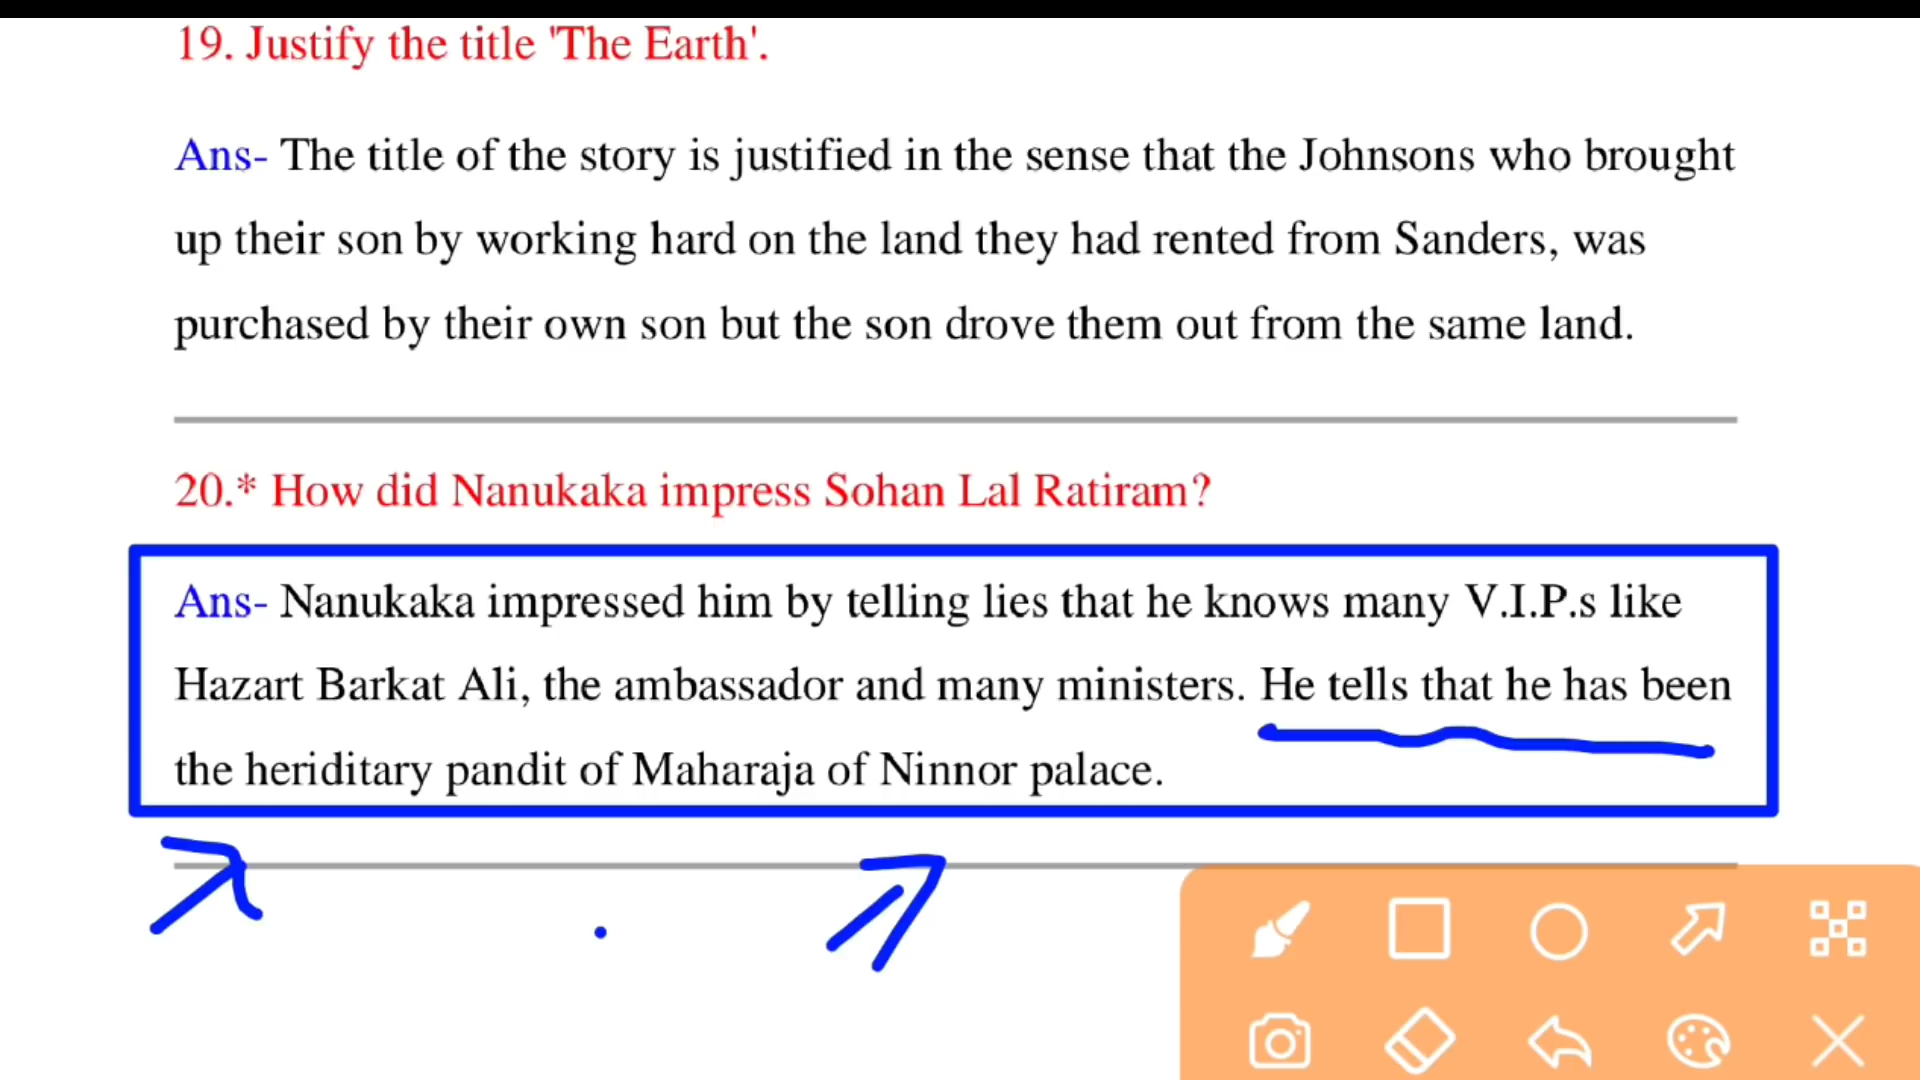 19. Justify the title 'The Earth'.
Ans- The title of the story is justified in the sense that the Johnsons who brought
up their son by working hard on the land they had rented from Sanders, was
purchased by their own son but the son drove them out from the same land.
20.* How did Nanukaka impress Sohan Lal Ratiram?
Ans- Nanukaka impressed him by telling lies that he knows many V.I.P.s like
Hazart Barkat Ali, the ambassador and many ministers. He tells that he has been
the heriditary pandit of Maharaja of Ninnor palace.